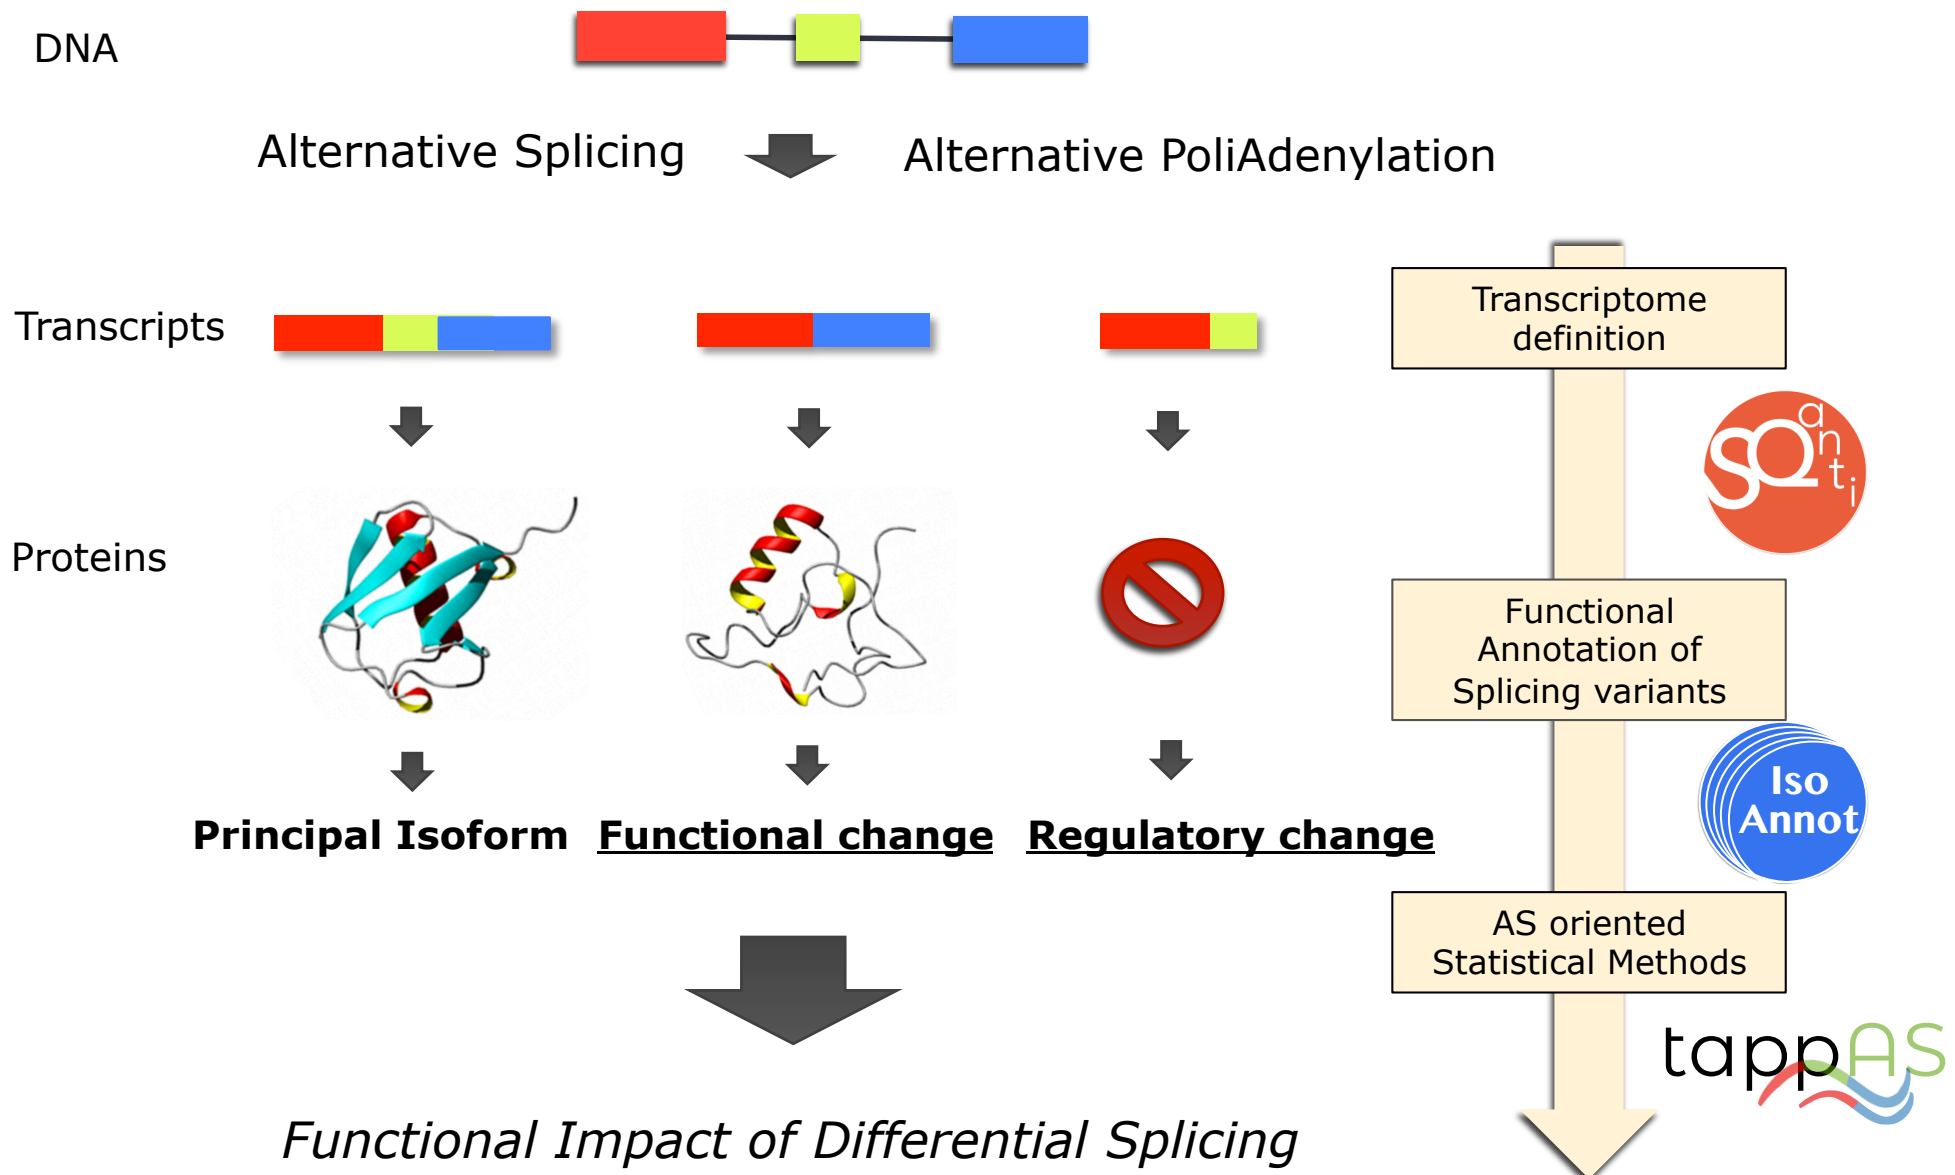 DNA
Alternative Splicing
Alternative PoliAdenylation
Transcripts
Transcriptome
definition
SQanti
Proteins
Functional
Annotation of
Splicing variants
Iso
Annot
Principal Isoform
Functional change
Regulatory change
AS oriented
Statistical Methods
tappAS
Functional Impact of Differential Splicing